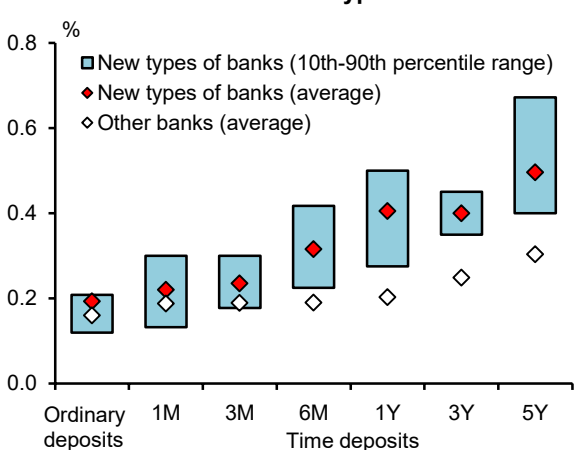 %
0.8
New types of banks (10th-90th percentile range)
New types of banks (average)
Other banks (average)
0.6
0.4
0.2
0.0
Ordinary deposits
1M
3M
6M
1Y
3Y
5Y
Time deposits